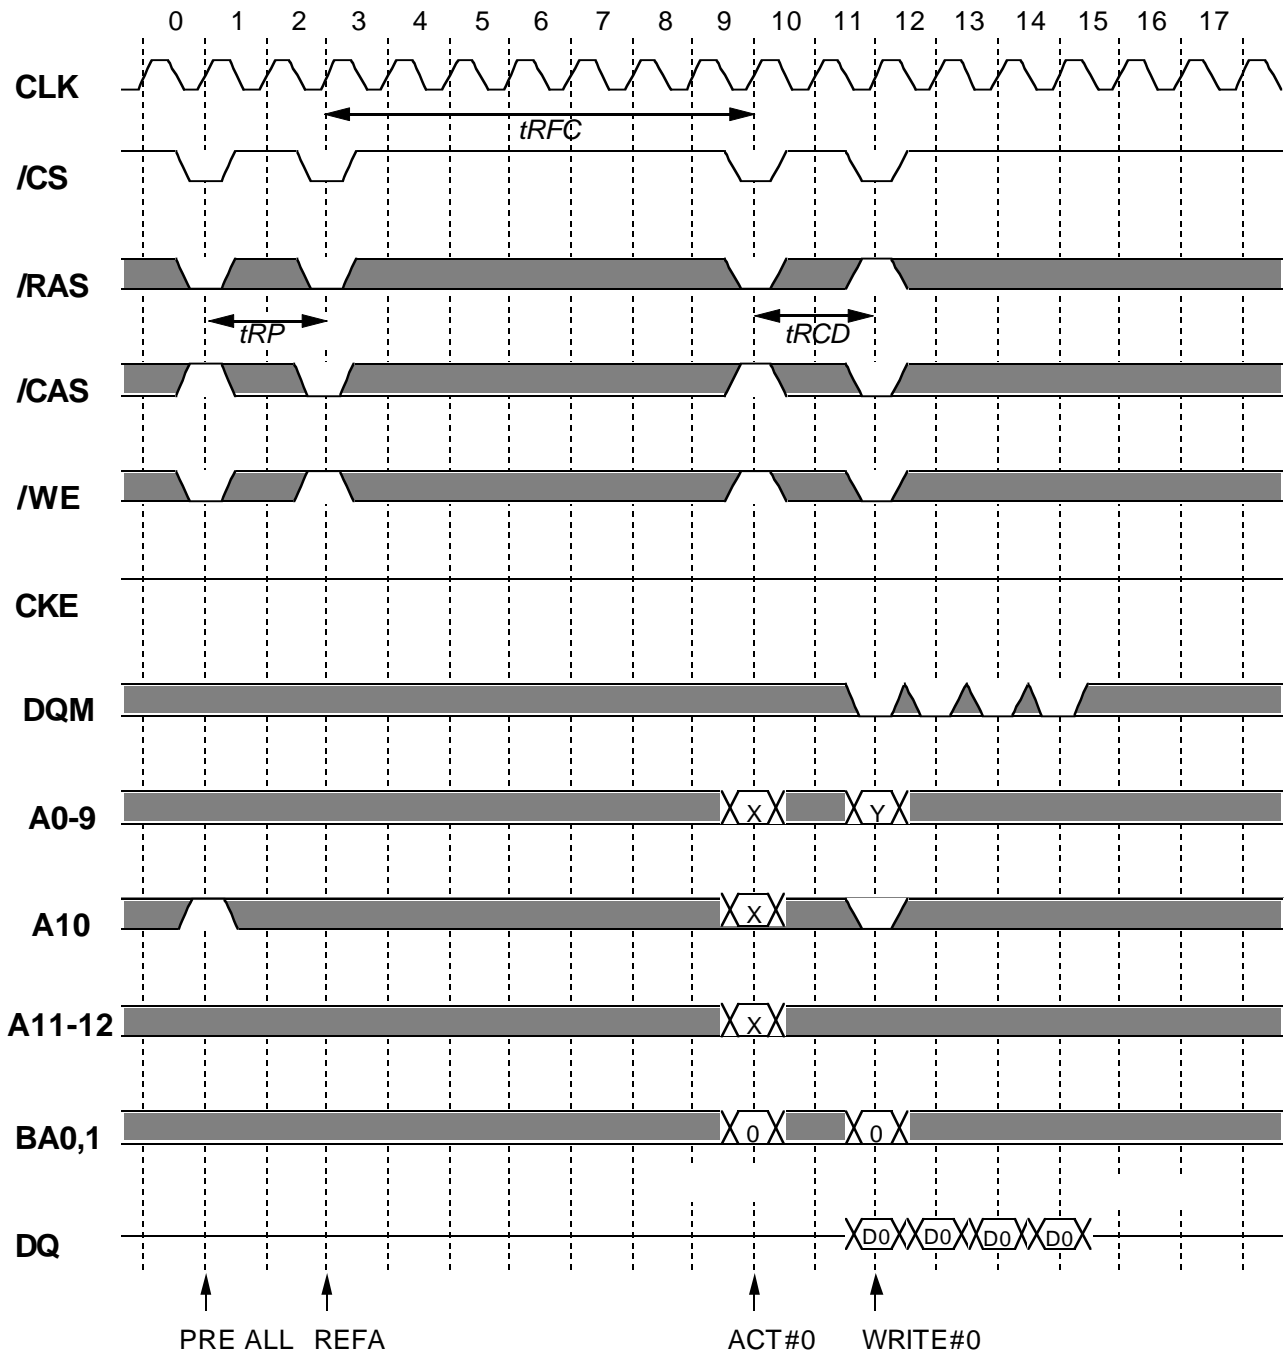 0 1 2 3 4 5 6 7 8 9 10 11 12 13 14 15 16 17
CLK
tRFC
/CS
/RAS
tRP tRCD
/CAS
/WE
CKE
DQM
A0-9 X Y
A10 X
A11-12 X
BA0,1 0 0
DQ D0 D0 D0 D0
PRE ALL REFA ACT#0 WRITE#0